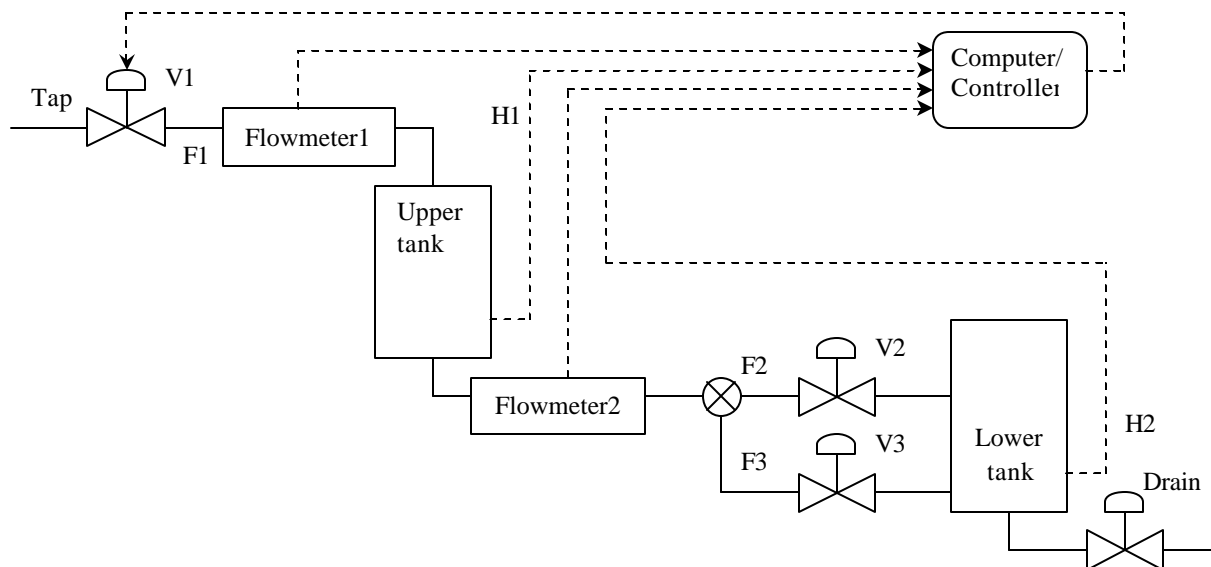 Tap
V1
F1
Flowmeter1
H1
Computer/
Controller
Upper
tank
Flowmeter2
F2
V2
F3
V3
Lower
tank
H2
Drain